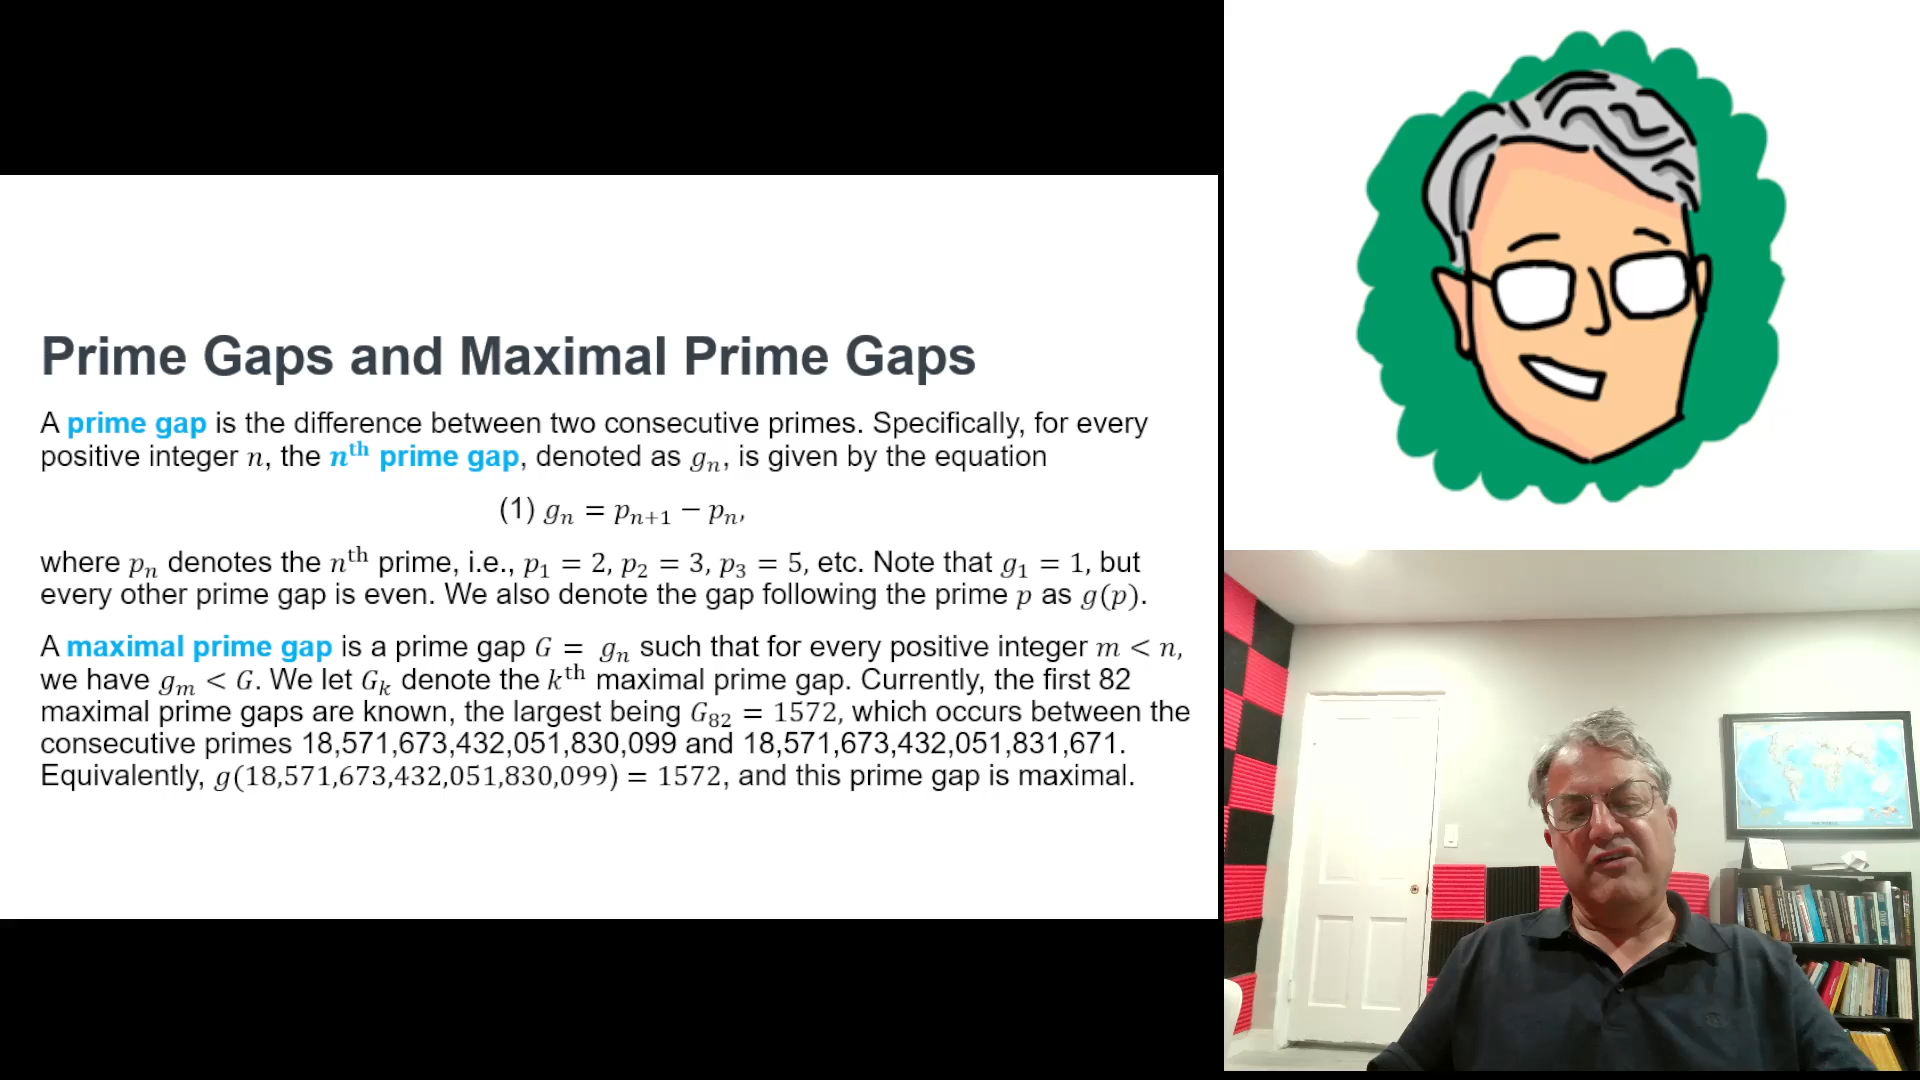 Prime Gaps and Maximal Prime Gaps
A prime gap is the difference between two consecutive primes. Specifically, for every
positive integer n, the nᵗʰ prime gap, denoted as gₙ, is given by the equation
(1) gₙ = pₙ₊₁ − pₙ,
where pₙ denotes the nᵗʰ prime, i.e., p₁ = 2, p₂ = 3, p₃ = 5, etc. Note that g₁ = 1, but
every other prime gap is even. We also denote the gap following the prime p as g(p).
A maximal prime gap is a prime gap G = gₙ such that for every positive integer m < n,
we have gₘ < G. We let Gₖ denote the kᵗʰ maximal prime gap. Currently, the first 82
maximal prime gaps are known, the largest being G₈₂ = 1572, which occurs between the
consecutive primes 18,571,673,432,051,830,099 and 18,571,673,432,051,831,671.
Equivalently, g(18,571,673,432,051,830,099) = 1572, and this prime gap is maximal.